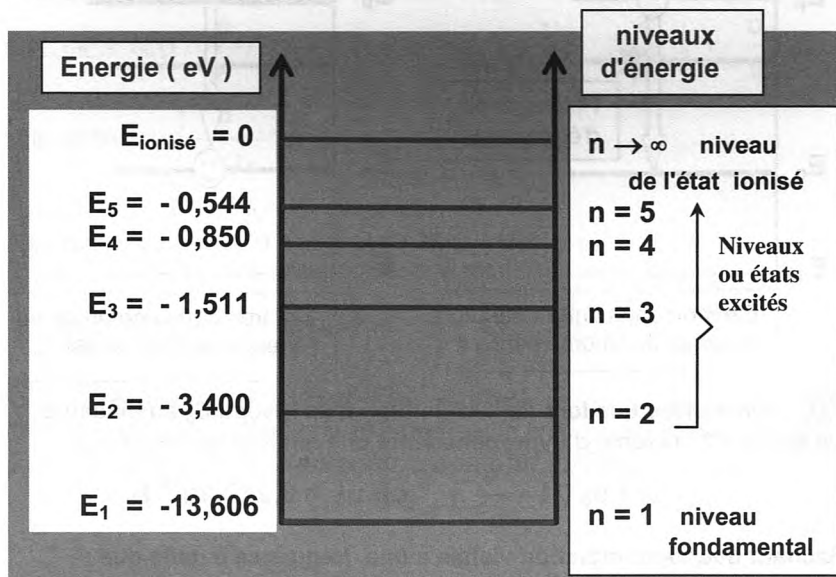 Energie ( eV )
niveaux
d'énergie
E_ionisé = 0
n → ∞ niveau
de l'état ionisé
E₅ = - 0,544
n = 5
E₄ = - 0,850
n = 4
Niveaux
ou états
excités
E₃ = - 1,511
n = 3
E₂ = - 3,400
n = 2
E₁ = -13,606
n = 1 niveau
fondamental